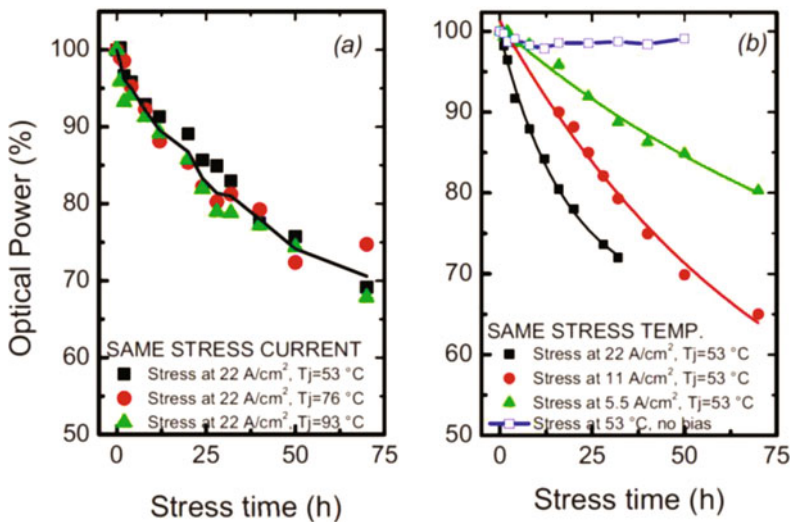 (a)
(b)
Optical Power (%)
100
90
80
70
60
50
SAME STRESS CURRENT
Stress at 22 A/cm², Tj=53 °C
Stress at 22 A/cm², Tj=76 °C
Stress at 22 A/cm², Tj=93 °C
0
25
50
75
Stress time (h)
100
90
80
70
60
50
SAME STRESS TEMP.
Stress at 22 A/cm², Tj=53 °C
Stress at 11 A/cm², Tj=53 °C
Stress at 5.5 A/cm², Tj=53 °C
Stress at 53 °C, no bias
0
25
50
75
Stress time (h)